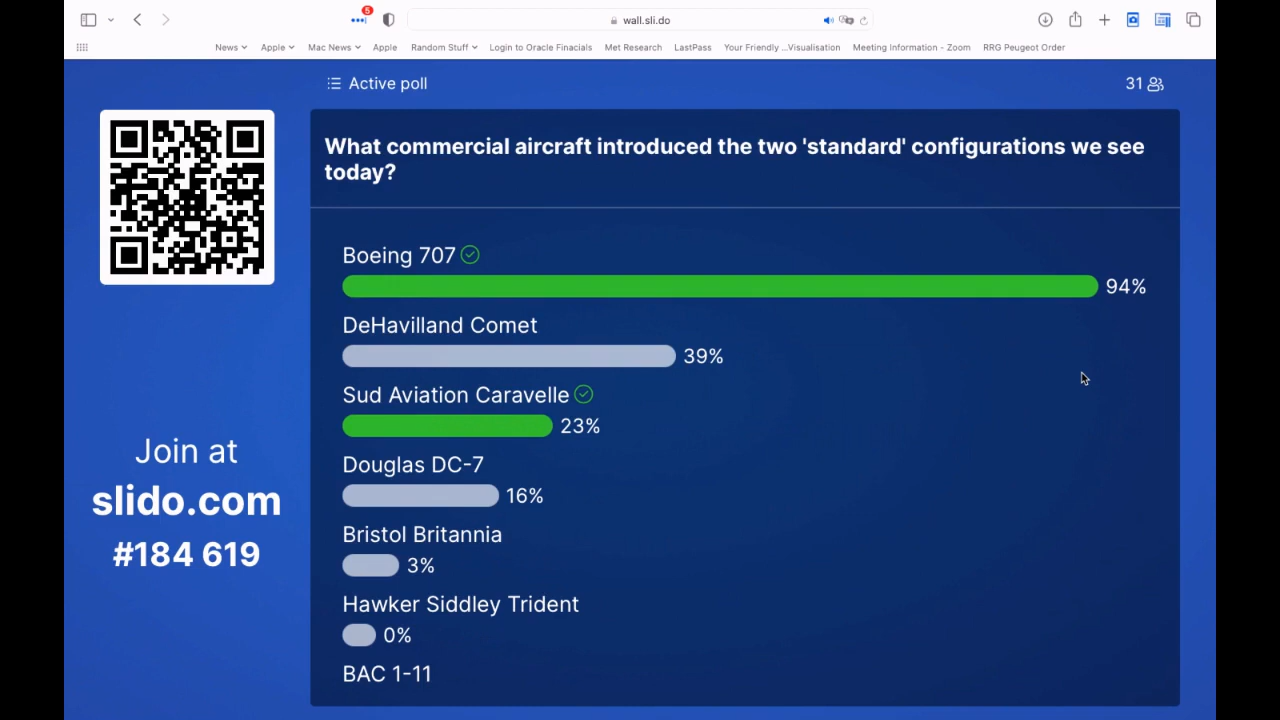 5
wall.sli.do
News
Apple
Mac News
Apple
Random Stuff
Login to Oracle Finacials
Met Research
LastPass
Your Friendly ...Visualisation
Meeting Information - Zoom
RRG Peugeot Order
Active poll
31
What commercial aircraft introduced the two 'standard' configurations we see
today?
Boeing 707
94%
DeHavilland Comet
39%
Sud Aviation Caravelle
23%
Douglas DC-7
16%
Bristol Britannia
3%
Hawker Siddley Trident
0%
BAC 1-11
Join at
slido.com
#184 619